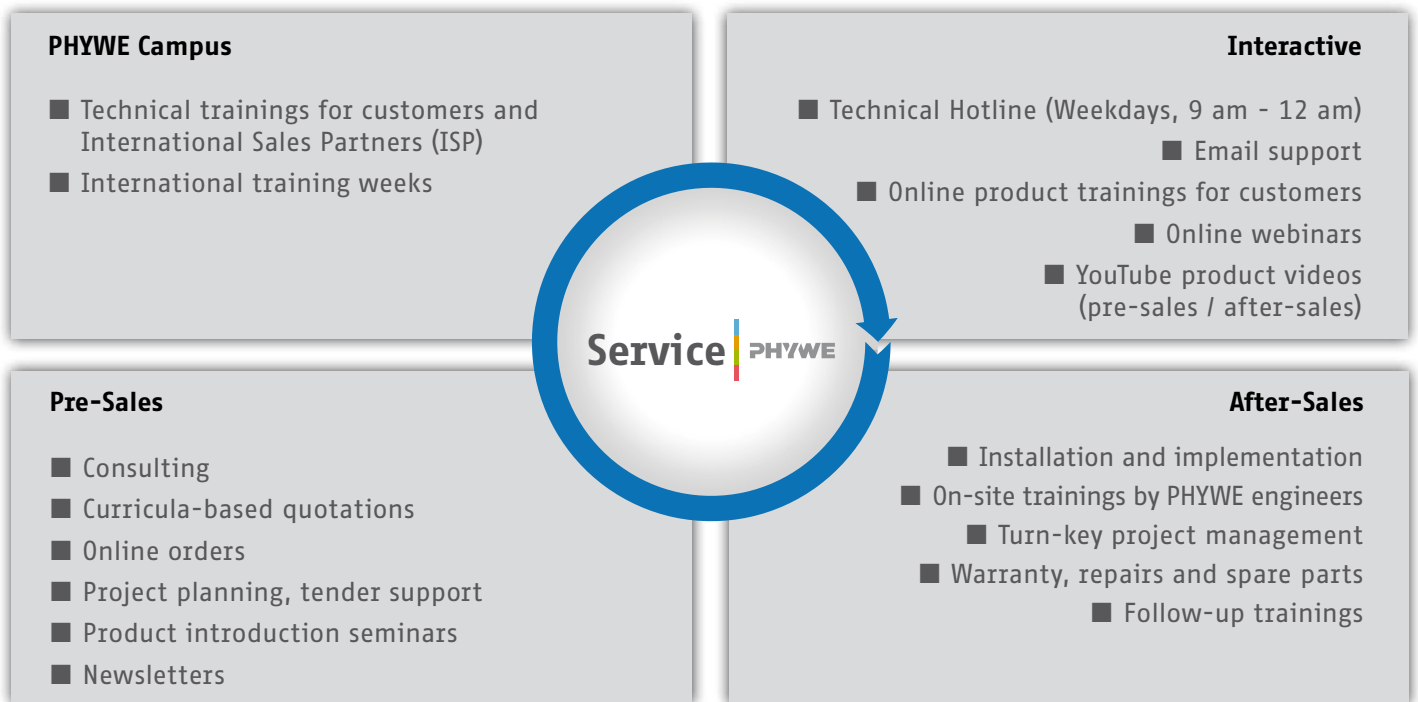 PHYWE Campus
■ Technical trainings for customers and
International Sales Partners (ISP)
■ International training weeks
Interactive
■ Technical Hotline (Weekdays, 9 am - 12 am)
■ Email support
■ Online product trainings for customers
■ Online webinars
■ YouTube product videos
(pre-sales / after-sales)
Service PHYWE
Pre-Sales
■ Consulting
■ Curricula-based quotations
■ Online orders
■ Project planning, tender support
■ Product introduction seminars
■ Newsletters
After-Sales
■ Installation and implementation
■ On-site trainings by PHYWE engineers
■ Turn-key project management
■ Warranty, repairs and spare parts
■ Follow-up trainings